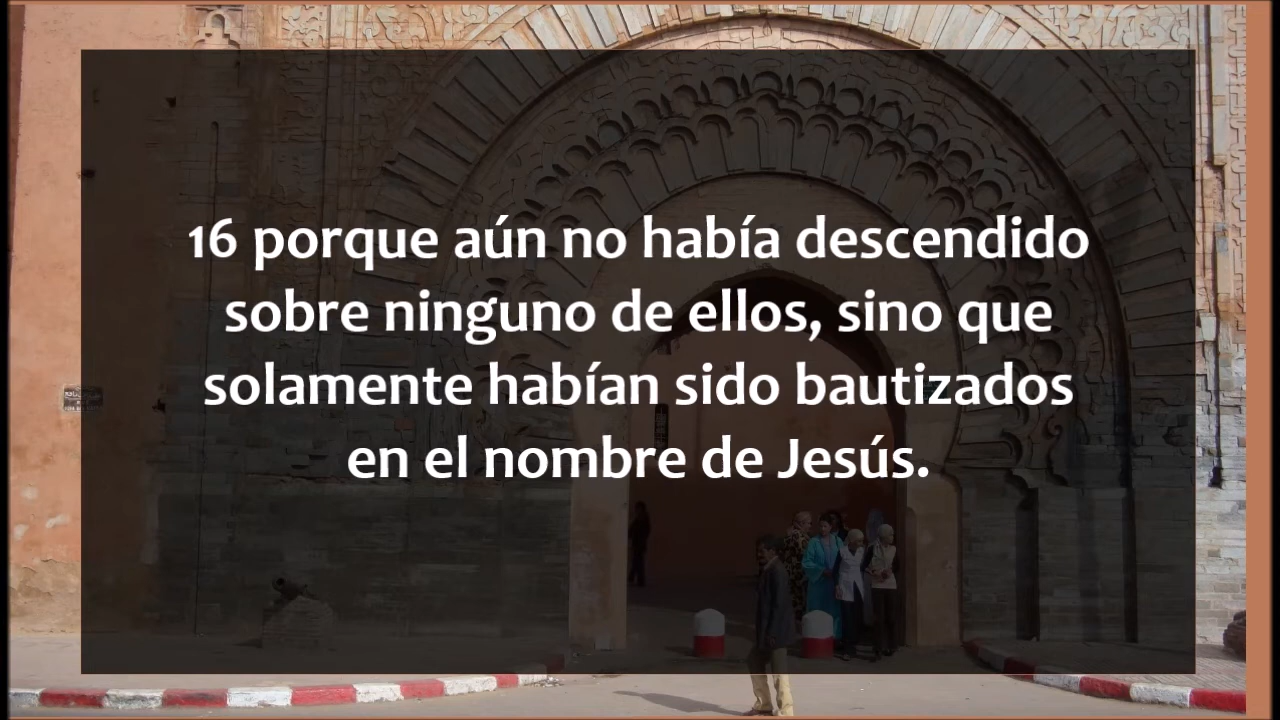 16 porque aún no había descendido
sobre ninguno de ellos, sino que
solamente habían sido bautizados
en el nombre de Jesús.